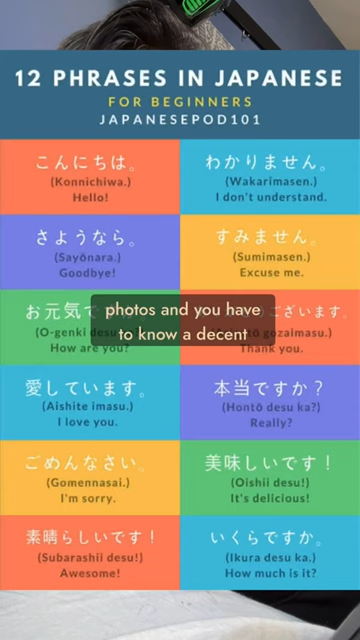 12 PHRASES IN JAPANESE
FOR BEGINNERS
JAPANESEPOD101
こんにちは。
(Konnichiwa.)
Hello!
わかりません。
(Wakarimasen.)
I don't understand.
さようなら。
(Sayōnara.)
Goodbye!
すみません。
(Sumimasen.)
Excuse me.
お元気で
(O-genki
How are you?
ございます。
gozaimasu.)
Thank you.
photos and you have
to know a decent
愛しています。
(Aishite imasu.)
I love you.
本当ですか？
(Hontō desu ka?)
Really?
ごめんなさい。
(Gomennasai.)
I'm sorry.
美味しいです！
(Oishii desu!)
It's delicious!
素晴らしいです！
(Subarashii desu!)
Awesome!
いくらですか。
(Ikura desu ka.)
How much is it?